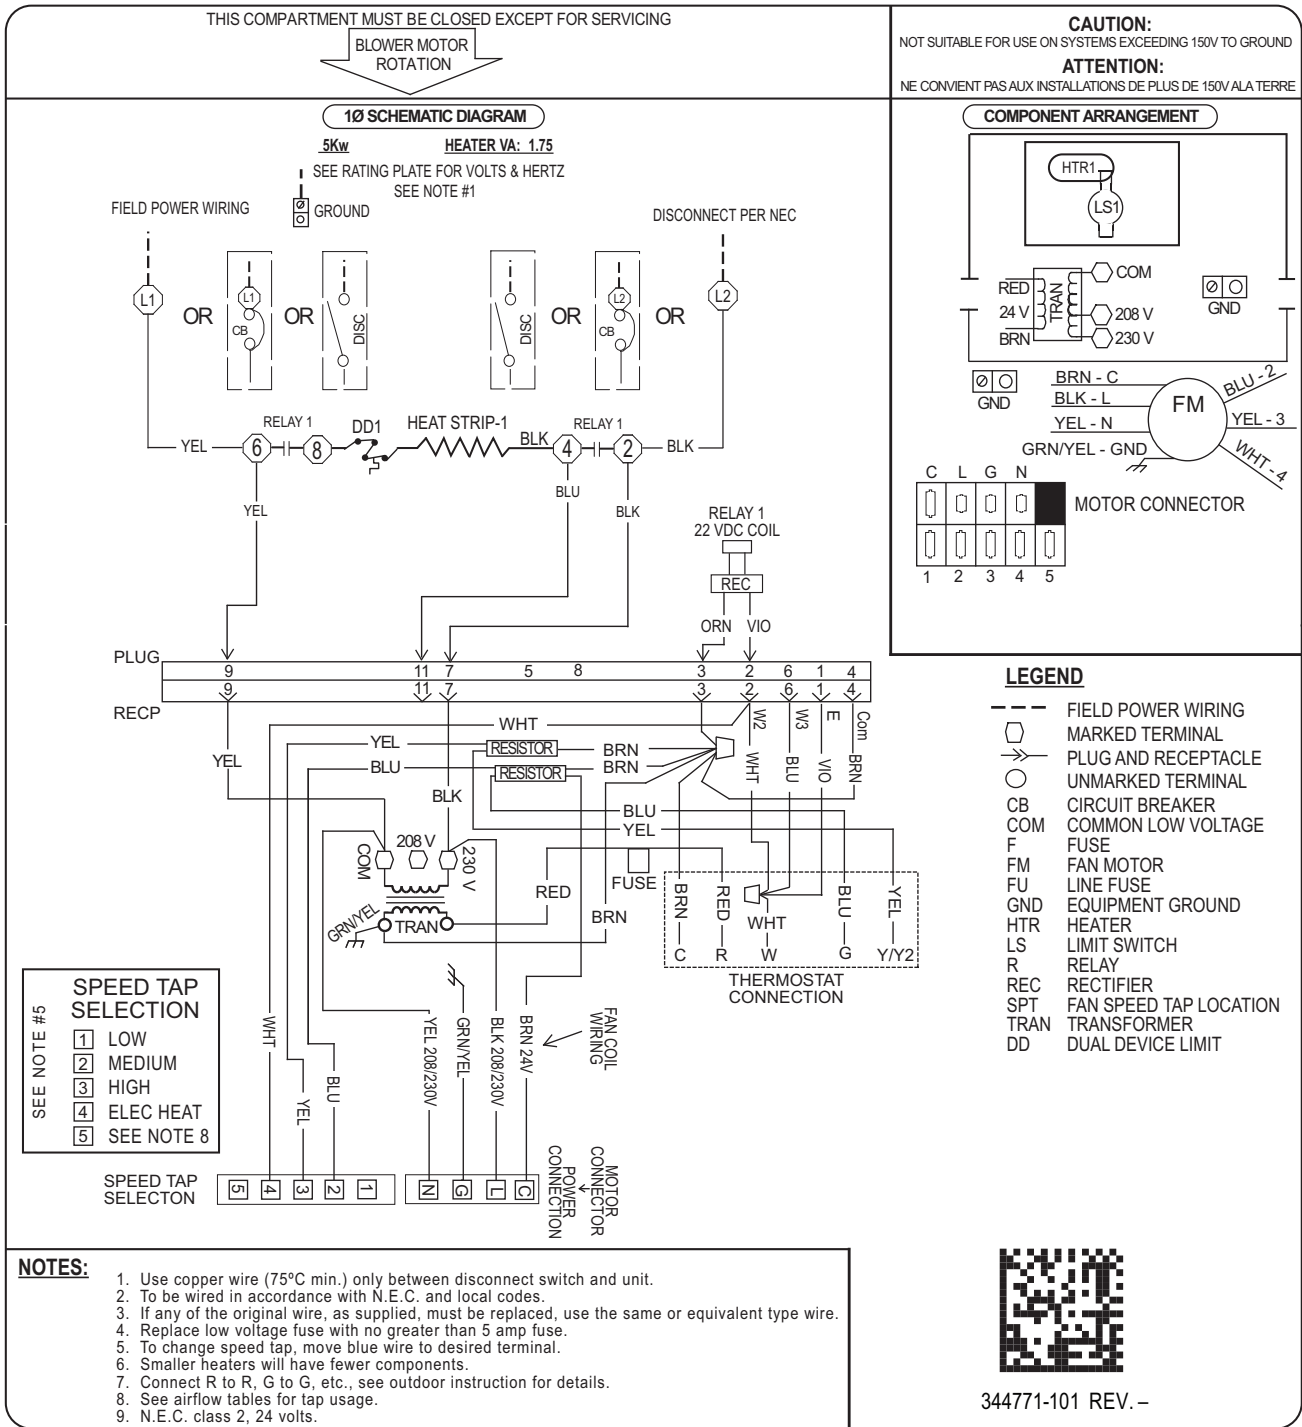 THIS COMPARTMENT MUST BE CLOSED EXCEPT FOR SERVICING
BLOWER MOTOR
ROTATION
CAUTION:
NOT SUITABLE FOR USE ON SYSTEMS EXCEEDING 150V TO GROUND
ATTENTION:
NE CONVIENT PAS AUX INSTALLATIONS DE PLUS DE 150V ALA TERRE
1Ø SCHEMATIC DIAGRAM
5Kw HEATER VA: 1.75
SEE RATING PLATE FOR VOLTS & HERTZ
SEE NOTE #1
GROUND
FIELD POWER WIRING
DISCONNECT PER NEC
L1 OR L1 CB OR DISC DISC OR L2 CB OR L2
YEL 6 RELAY 1 8 DD1 HEAT STRIP-1 BLK 4 RELAY 1 2 BLK
YEL BLU BLK
RELAY 1
22 VDC COIL
REC
ORN VIO
PLUG 9 11 7 5 8 3 2 6 1 4
RECP 9 11 7 3 2 6 1 4
W2 W3 E Com
WHT
YEL RESISTOR BRN
BLU RESISTOR BRN
YEL BLK WHT BLU VIO BRN
BLU
YEL
COM 208 V 230 V
GRN/YEL TRAN
RED FUSE BRN
BRN RED WHT BLU YEL
C R W G Y/Y2
THERMOSTAT
CONNECTION
SEE NOTE #5
SPEED TAP
SELECTION
1 LOW
2 MEDIUM
3 HIGH
4 ELEC HEAT
5 SEE NOTE 8
WHT YEL BLU YEL 208/230V GRN/YEL BLK 208/230V BRN 24V
FAN COIL
WIRING
SPEED TAP
SELECTON
5 4 3 2 1
N G L C
MOTOR
CONNECTOR
POWER
CONNECTION
COMPONENT ARRANGEMENT
HTR1
LS1
RED
24 V
BRN
TRAN
COM
208 V
230 V
GND
GND
BRN - C
BLK - L
YEL - N
GRN/YEL - GND
FM
BLU - 2
YEL - 3
WHT - 4
C L G N
MOTOR CONNECTOR
1 2 3 4 5
LEGEND
FIELD POWER WIRING
MARKED TERMINAL
PLUG AND RECEPTACLE
UNMARKED TERMINAL
CB CIRCUIT BREAKER
COM COMMON LOW VOLTAGE
F FUSE
FM FAN MOTOR
FU LINE FUSE
GND EQUIPMENT GROUND
HTR HEATER
LS LIMIT SWITCH
R RELAY
REC RECTIFIER
SPT FAN SPEED TAP LOCATION
TRAN TRANSFORMER
DD DUAL DEVICE LIMIT
NOTES:
1. Use copper wire (75ºC min.) only between disconnect switch and unit.
2. To be wired in accordance with N.E.C. and local codes.
3. If any of the original wire, as supplied, must be replaced, use the same or equivalent type wire.
4. Replace low voltage fuse with no greater than 5 amp fuse.
5. To change speed tap, move blue wire to desired terminal.
6. Smaller heaters will have fewer components.
7. Connect R to R, G to G, etc., see outdoor instruction for details.
8. See airflow tables for tap usage.
9. N.E.C. class 2, 24 volts.
344771-101 REV. –